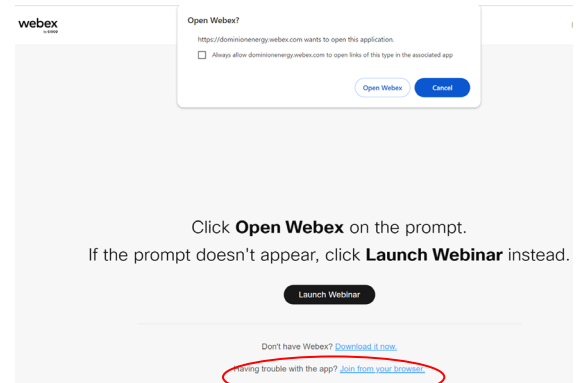 webex
by CISCO
Open Webex?
https://dominionenergy.webex.com wants to open this application.
Always allow dominionenergy.webex.com to open links of this type in the associated app
Open Webex
Cancel
Click Open Webex on the prompt.
If the prompt doesn't appear, click Launch Webinar instead.
Launch Webinar
Don't have Webex? Download it now.
Having trouble with the app? Join from your browser.